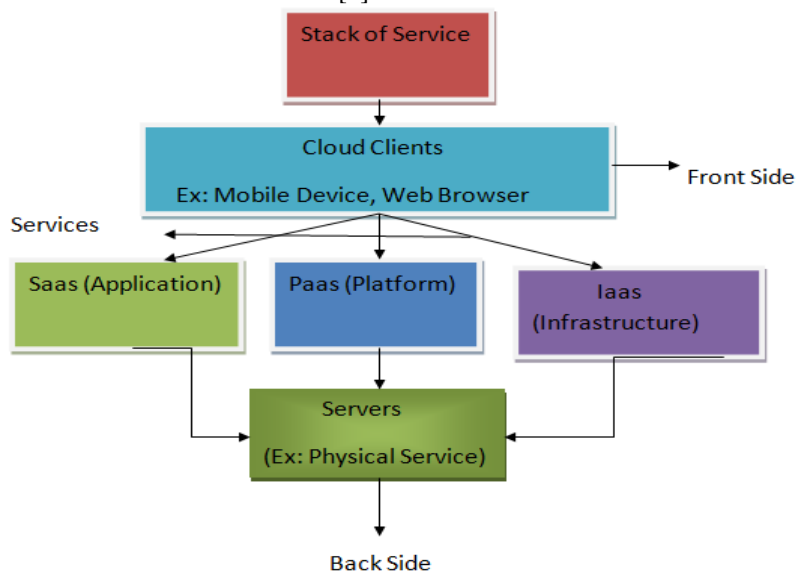 Stack of Service
Cloud Clients
Ex: Mobile Device, Web Browser
Front Side
Services
Saas (Application)
Paas (Platform)
Iaas
(Infrastructure)
Servers
(Ex: Physical Service)
Back Side